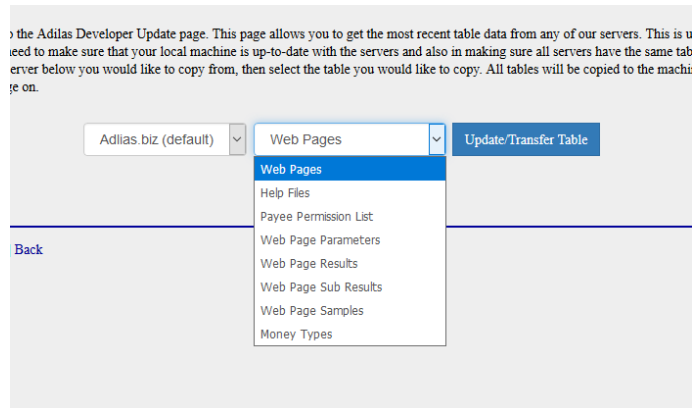 the Adilas Developer Update page. This page allows you to get the most recent table data from any of our servers. This is
need to make sure that your local machine is up-to-date with the servers and also in making sure all servers have the same
server below you would like to copy from, then select the table you would like to copy. All tables will be copied to the
on.
Adlias.biz (default) Web Pages Update/Transfer Table
Web Pages
Help Files
Payee Permission List
Back
Web Page Parameters
Web Page Results
Web Page Sub Results
Web Page Samples
Money Types